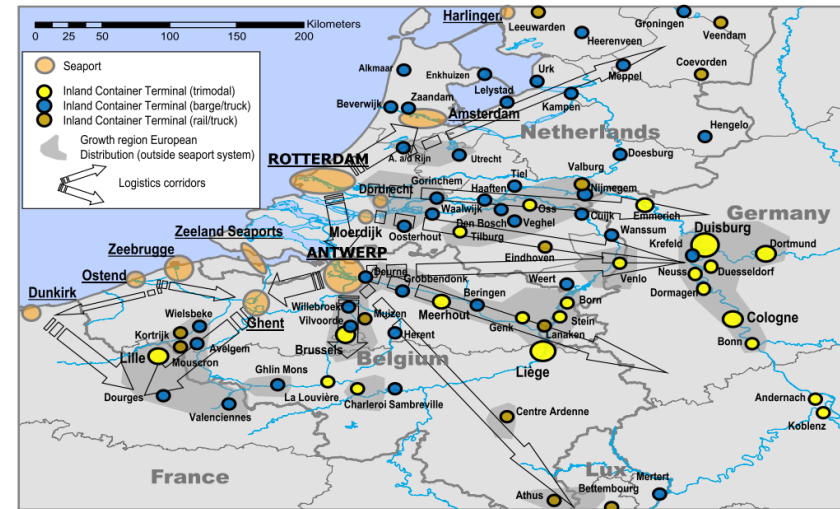 Kilometers
0 50 100 200
Seaport
Inland Container Terminal (trimodal)
Inland Container Terminal (barge/truck)
Inland Container Terminal (rail/truck)
Growth region European
Distribution (outside seaport system)
Logistics corridors
Harlingen
Leeuwarden
Groningen
Veendam
Heerenveen
Alkmaar
Enkhuizen
Urk
Meppel
Coevorden
Lelystad
Kampen
Beverwijk
Zaandam
Amsterdam
Netherlands
Hengelo
A. a/d Rijn
Utrecht
Doesburg
ROTTERDAM
Valburg
Tiel
Nijmegem
Dordrecht
Gorinchem
Haaften
Waalwijk
Oss
Emmerich
Germany
Moerdijk
Den Bosch
Veghel
Cuijk
Oosterhout
Tilburg
Wanssum
Duisburg
Zeeland Seaports
Krefeld
Dortmund
Zeebrugge
ANTWERP
Eindhoven
Venlo
Neuss
Duesseldorf
Ostend
Deurne
Grobbendonk
Weert
Dormagen
Dunkirk
Beringen
Born
Wielsbeke
Willebroek
Muizen
Meerhout
Ghent
Vilvoorde
Genk
Stein
Cologne
Kortrijk
Herent
Lanaken
Lille
Avelgem
Brussels
Belgium
Bonn
Mouscron
Liège
Ghlin Mons
Dourges
La Louvière
Charleroi
Sambreville
Andernach
Valenciennes
Centre Ardenne
Koblenz
France
Lux
Mertert
Bettembourg
Athus